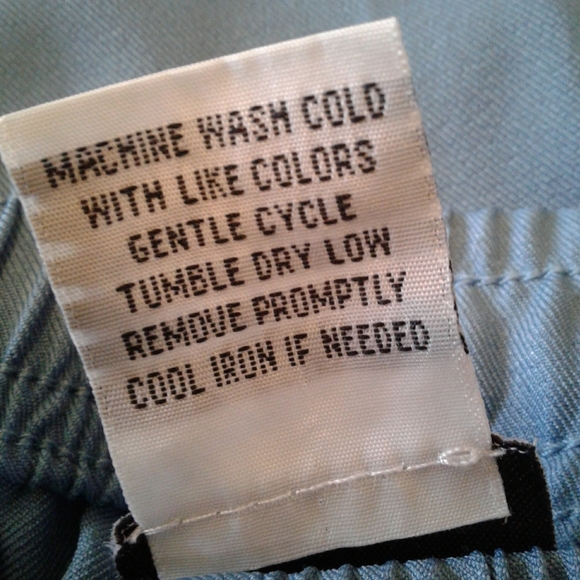 MACHINE WASH COLD
WITH LIKE COLORS
GENTLE CYCLE
TUMBLE DRY LOW
REMOVE PROMPTLY
COOL IRON IF NEEDED